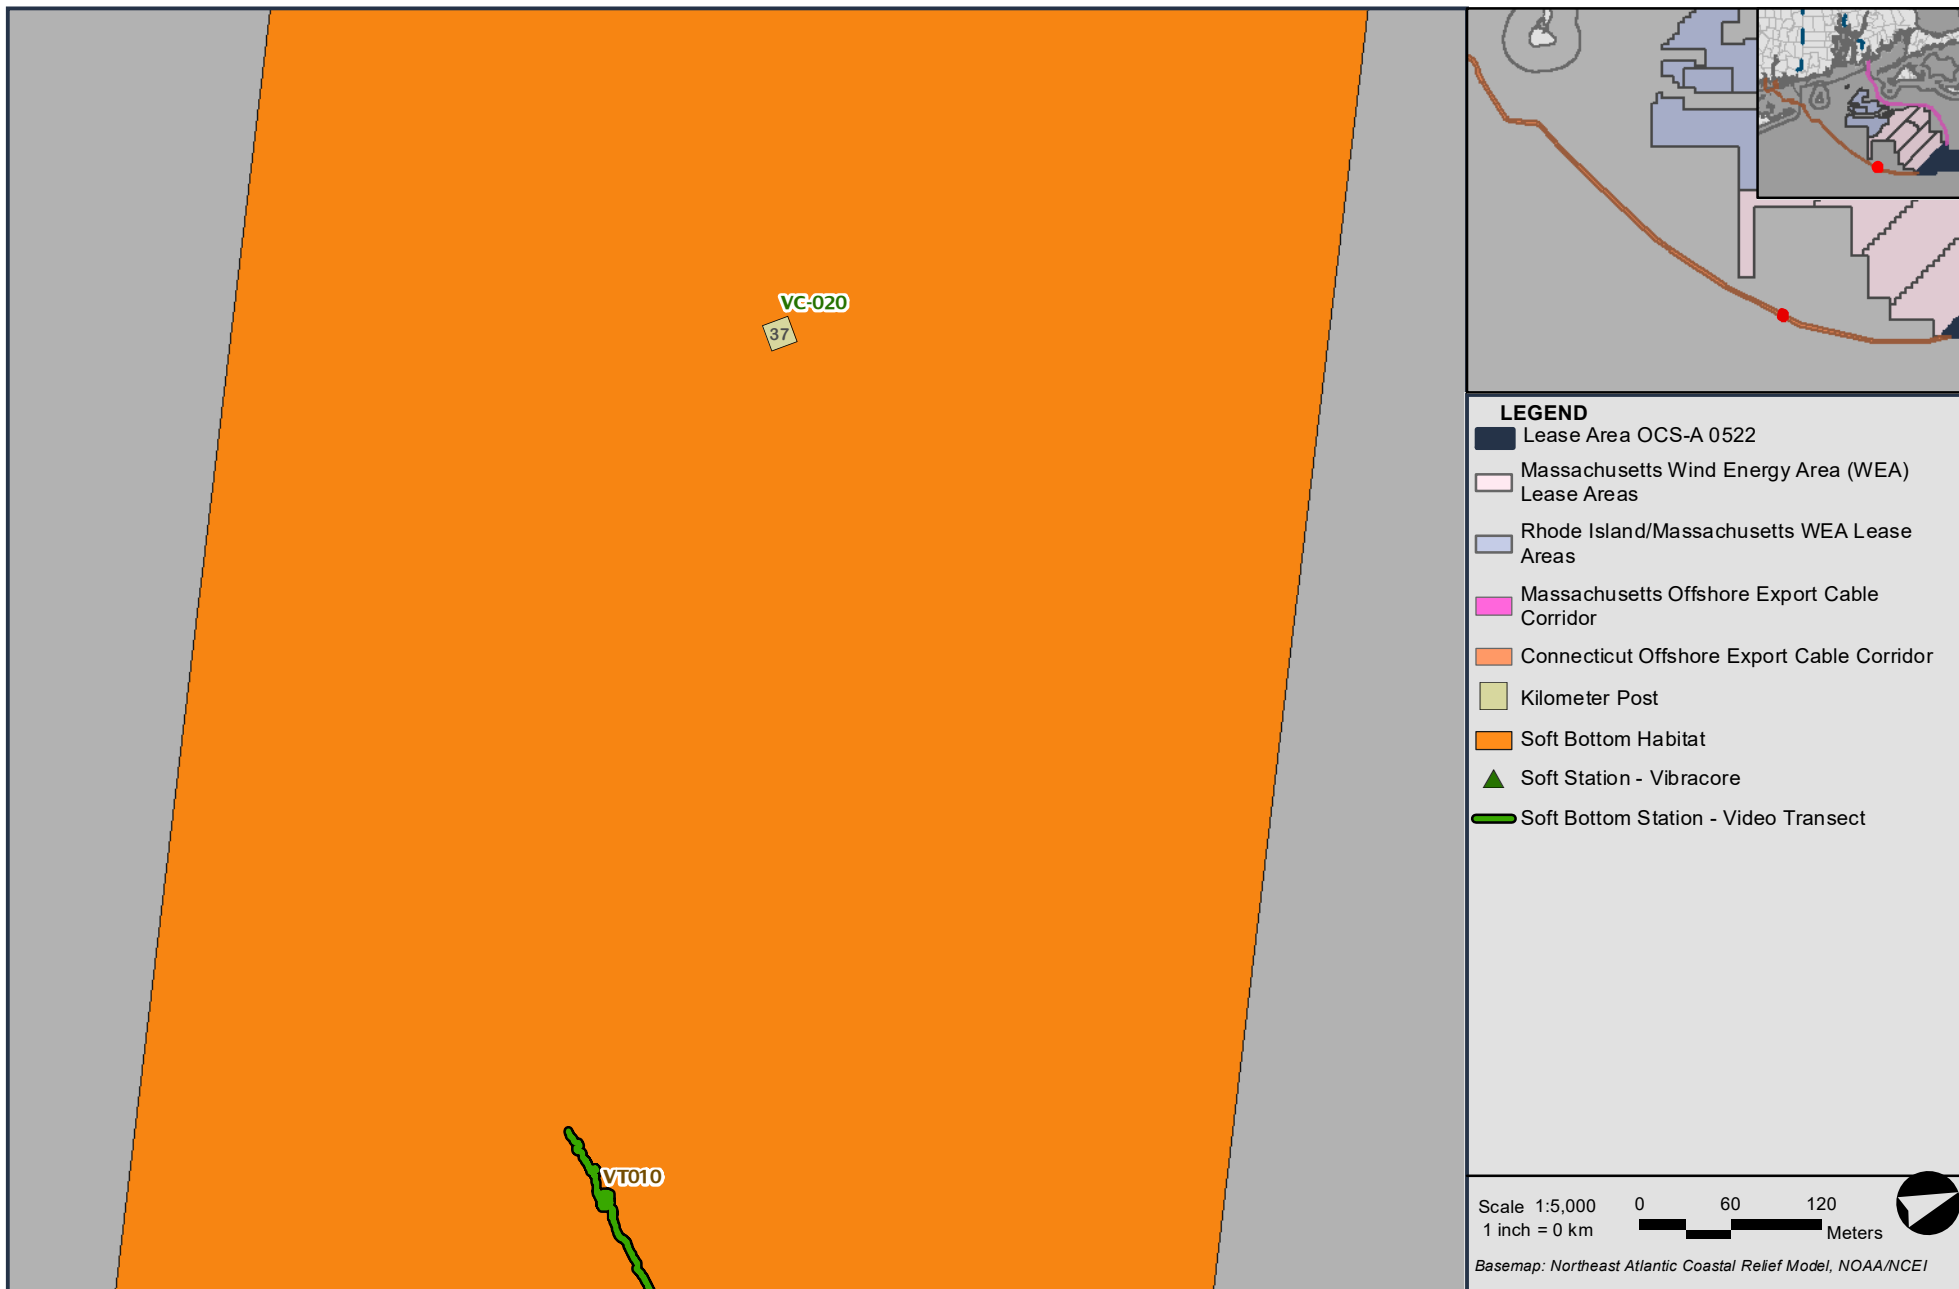 VC-020
37
VT010
LEGEND
Lease Area OCS-A 0522
Massachusetts Wind Energy Area (WEA)
Lease Areas
Rhode Island/Massachusetts WEA Lease
Areas
Massachusetts Offshore Export Cable
Corridor
Connecticut Offshore Export Cable Corridor
Kilometer Post
Soft Bottom Habitat
Soft Station - Vibracore
Soft Bottom Station - Video Transect
Scale 1:5,000
1 inch = 0 km
0 60 120
Meters
Basemap: Northeast Atlantic Coastal Relief Model, NOAA/NCEI